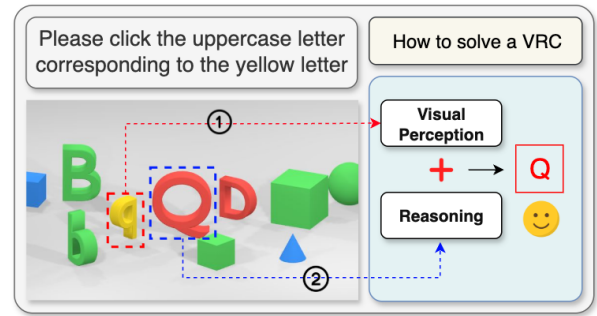 Please click the uppercase letter
corresponding to the yellow letter
How to solve a VRC
1
Visual
Perception
B
q
Q
D
+
Q
b
Reasoning
2